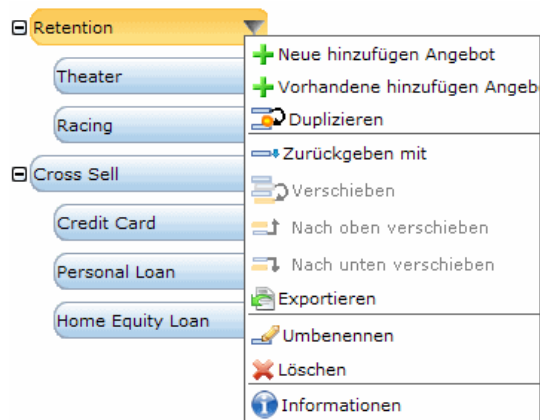 Retention
Theater
Racing
Cross Sell
Credit Card
Personal Loan
Home Equity Loan
Neue hinzufügen Angebot
Vorhandene hinzufügen Angeb
Duplizieren
Zurückgeben mit
Verschieben
Nach oben verschieben
Nach unten verschieben
Exportieren
Umbenennen
Löschen
Informationen